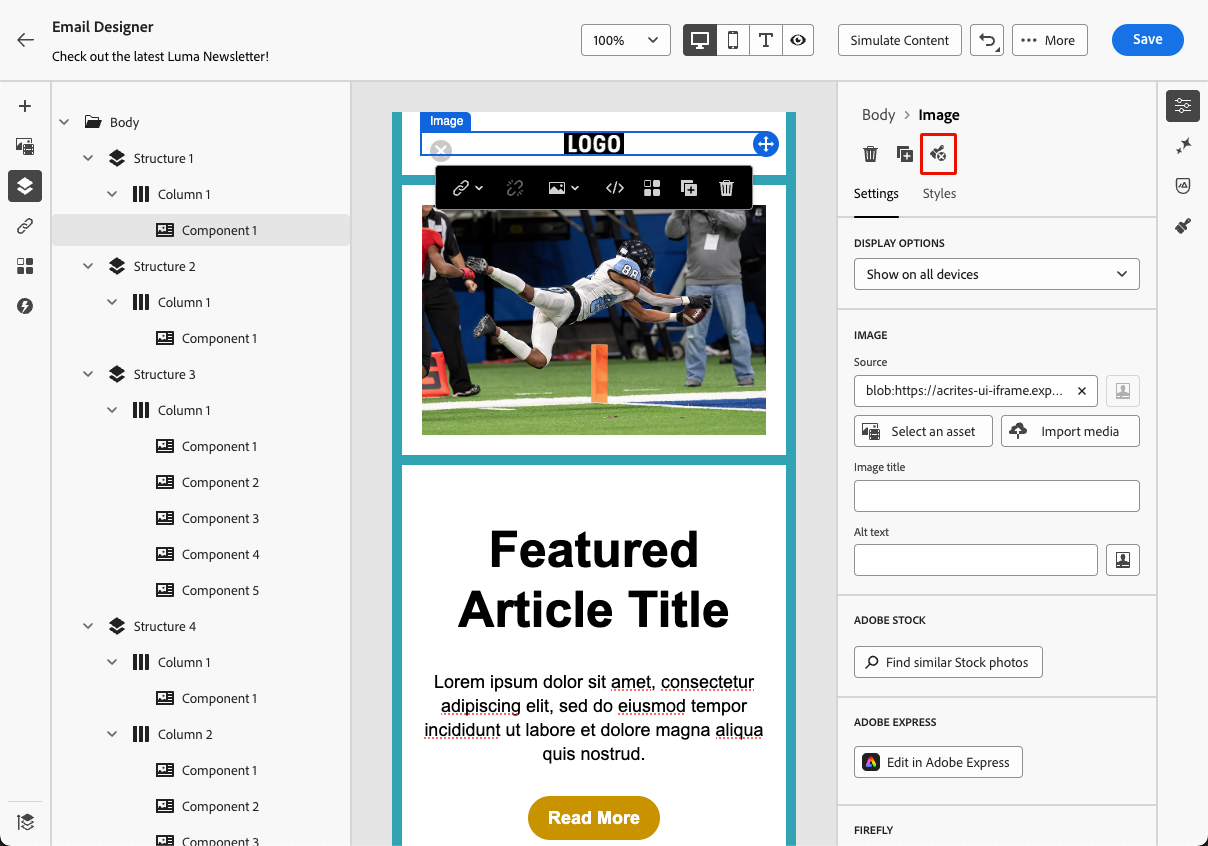 Email Designer
Check out the latest Luma Newsletter!
100%
Simulate Content
More
Save
Body
Structure 1
Column 1
Component 1
Structure 2
Column 1
Component 1
Structure 3
Column 1
Component 1
Component 2
Component 3
Component 4
Component 5
Structure 4
Column 1
Component 1
Column 2
Component 1
Component 2
Component 3
Image
LOGO
88
Featured
Article Title
Lorem ipsum dolor sit amet, consectetur
adipiscing elit, sed do eiusmod tempor
incididunt ut labore et dolore magna aliqua
quis nostrud.
Read More
Body > Image
Settings Styles
DISPLAY OPTIONS
Show on all devices
IMAGE
Source
blob:https://acrites-ui-iframe.exp...
Select an asset
Import media
Image title
Alt text
ADOBE STOCK
Find similar Stock photos
ADOBE EXPRESS
Edit in Adobe Express
FIREFLY